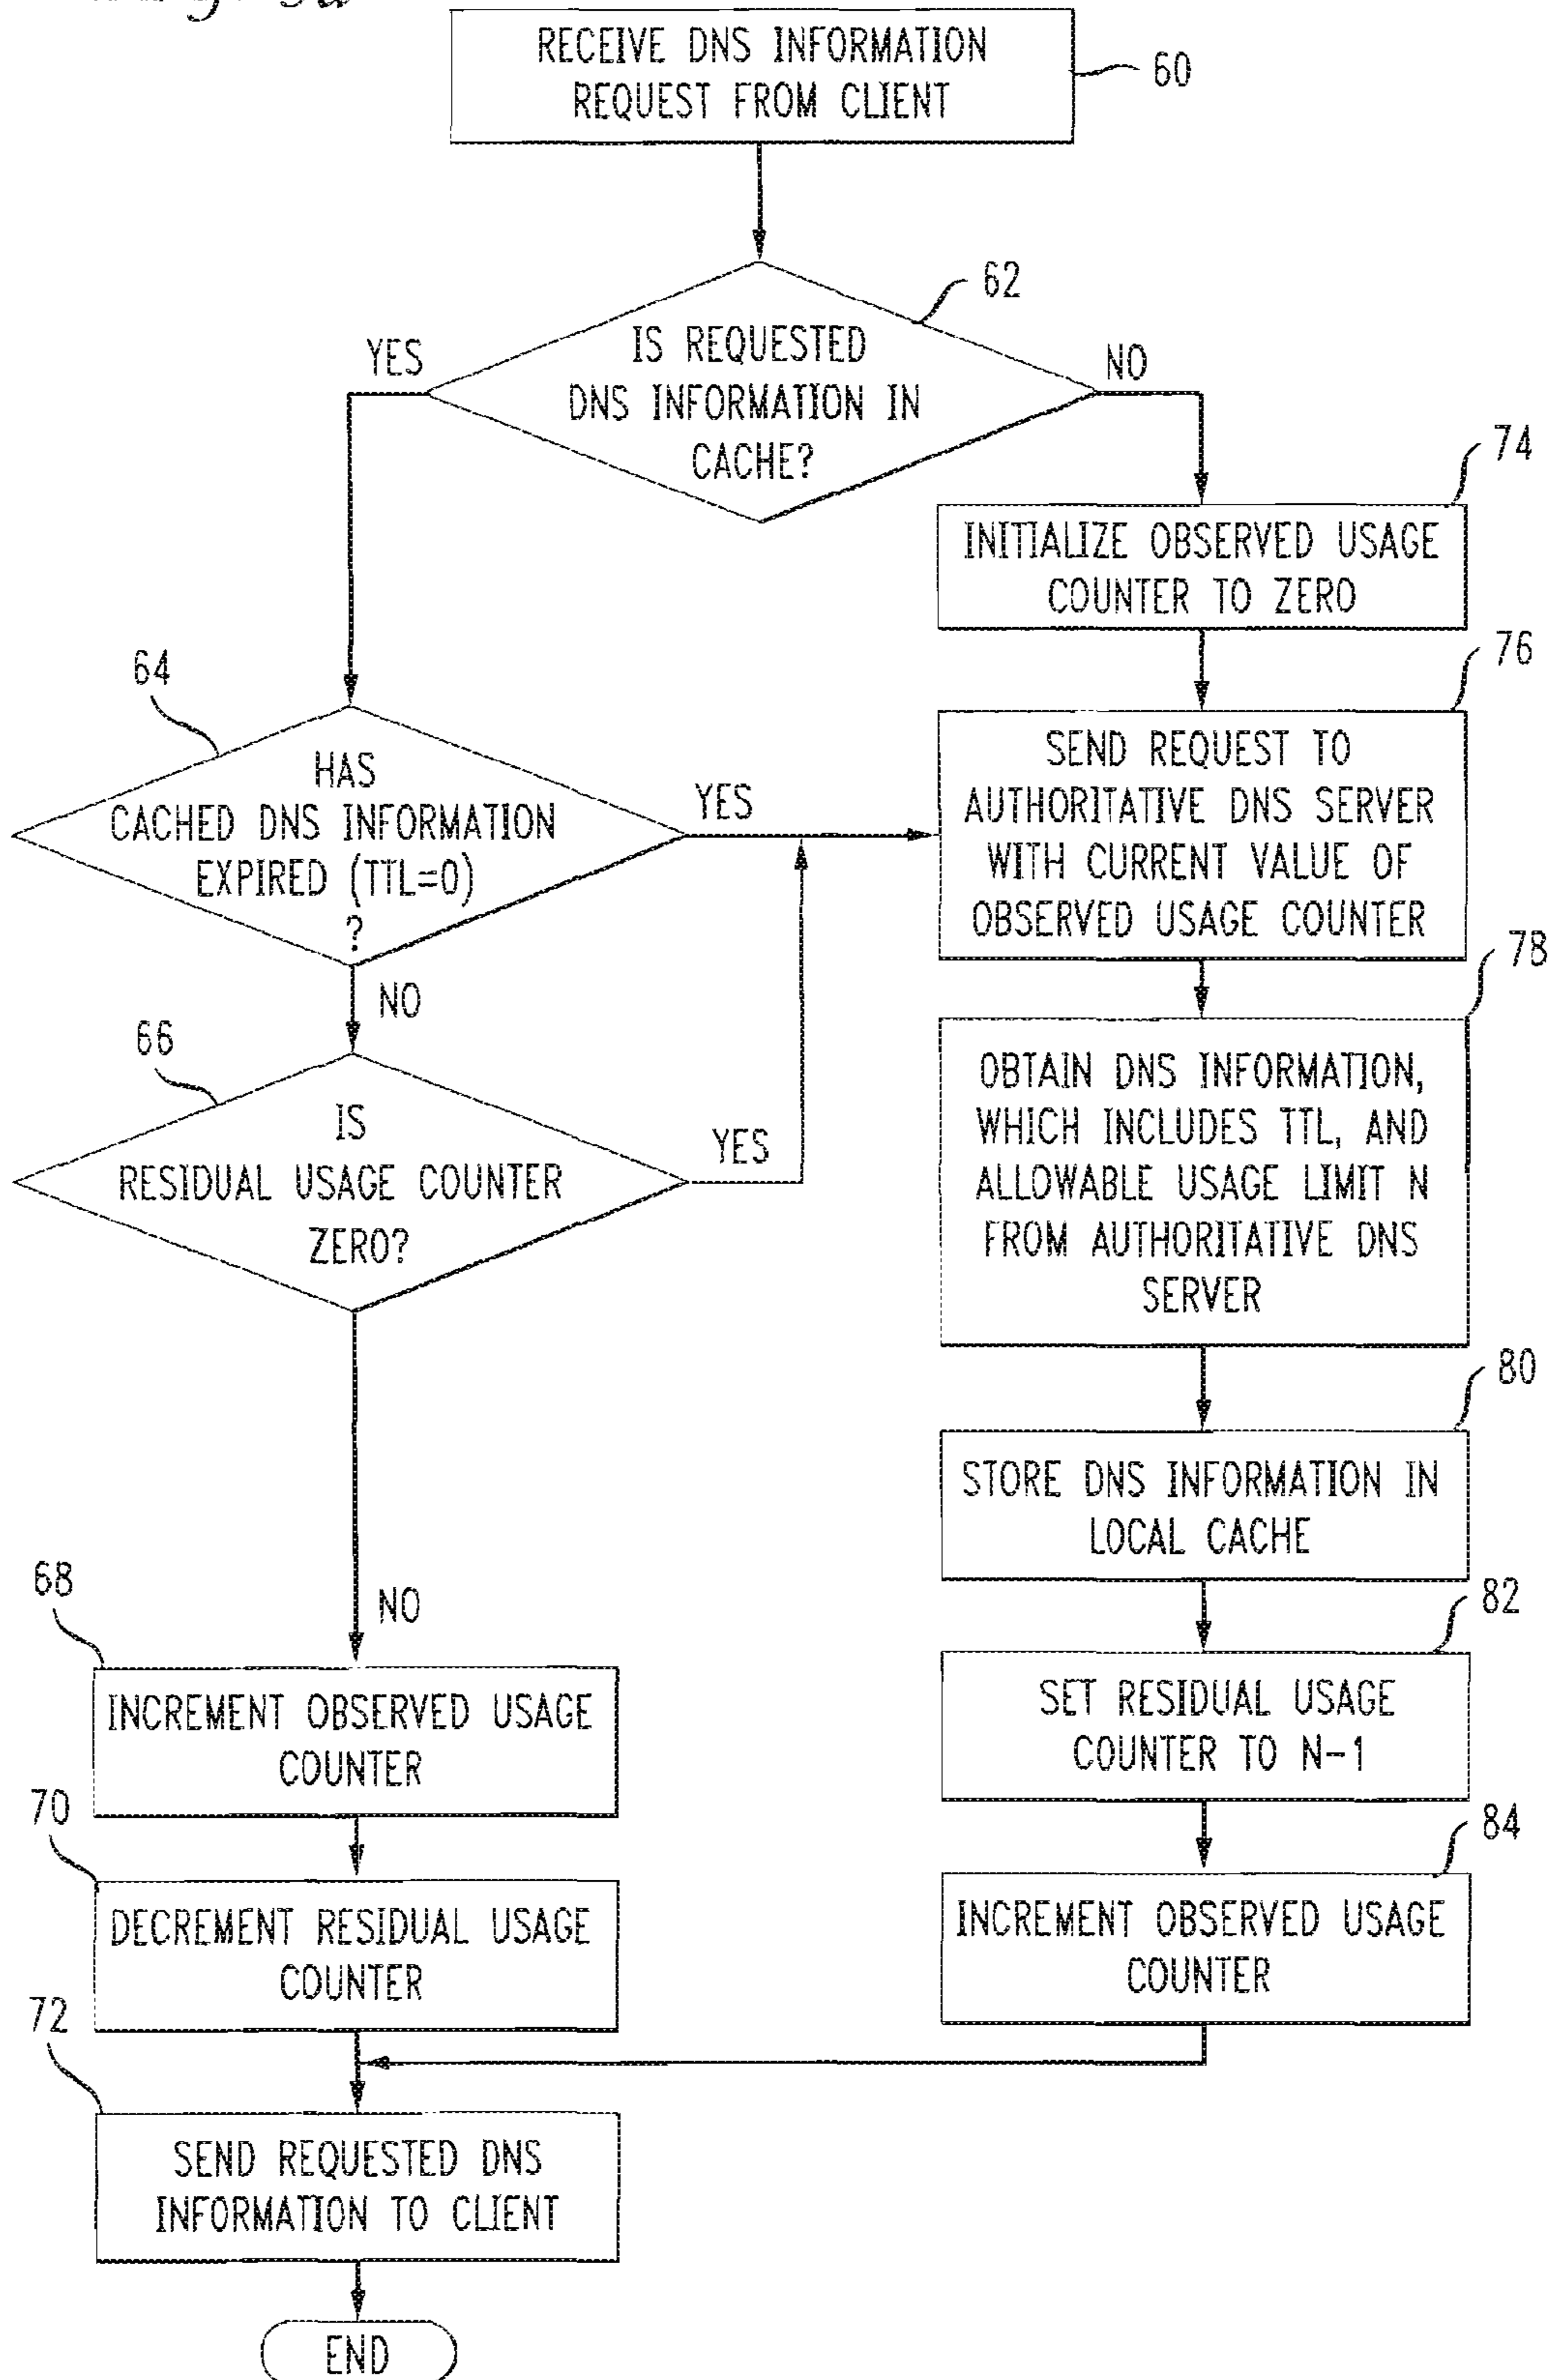 RECEIVE DNS INFORMATION
REQUEST FROM CLIENT
60
62
IS REQUESTED
DNS INFORMATION IN
CACHE?
YES
NO
74
INITIALIZE OBSERVED USAGE
COUNTER TO ZERO
76
SEND REQUEST TO
AUTHORITATIVE DNS SERVER
WITH CURRENT VALUE OF
OBSERVED USAGE COUNTER
64
HAS
CACHED DNS INFORMATION
EXPIRED (TTL=0)
?
YES
NO
78
OBTAIN DNS INFORMATION,
WHICH INCLUDES TTL, AND
ALLOWABLE USAGE LIMIT N
FROM AUTHORITATIVE DNS
SERVER
66
IS
RESIDUAL USAGE COUNTER
ZERO?
YES
NO
80
STORE DNS INFORMATION IN
LOCAL CACHE
82
SET RESIDUAL USAGE
COUNTER TO N-1
68
INCREMENT OBSERVED USAGE
COUNTER
84
INCREMENT OBSERVED USAGE
COUNTER
70
DECREMENT RESIDUAL USAGE
COUNTER
72
SEND REQUESTED DNS
INFORMATION TO CLIENT
END